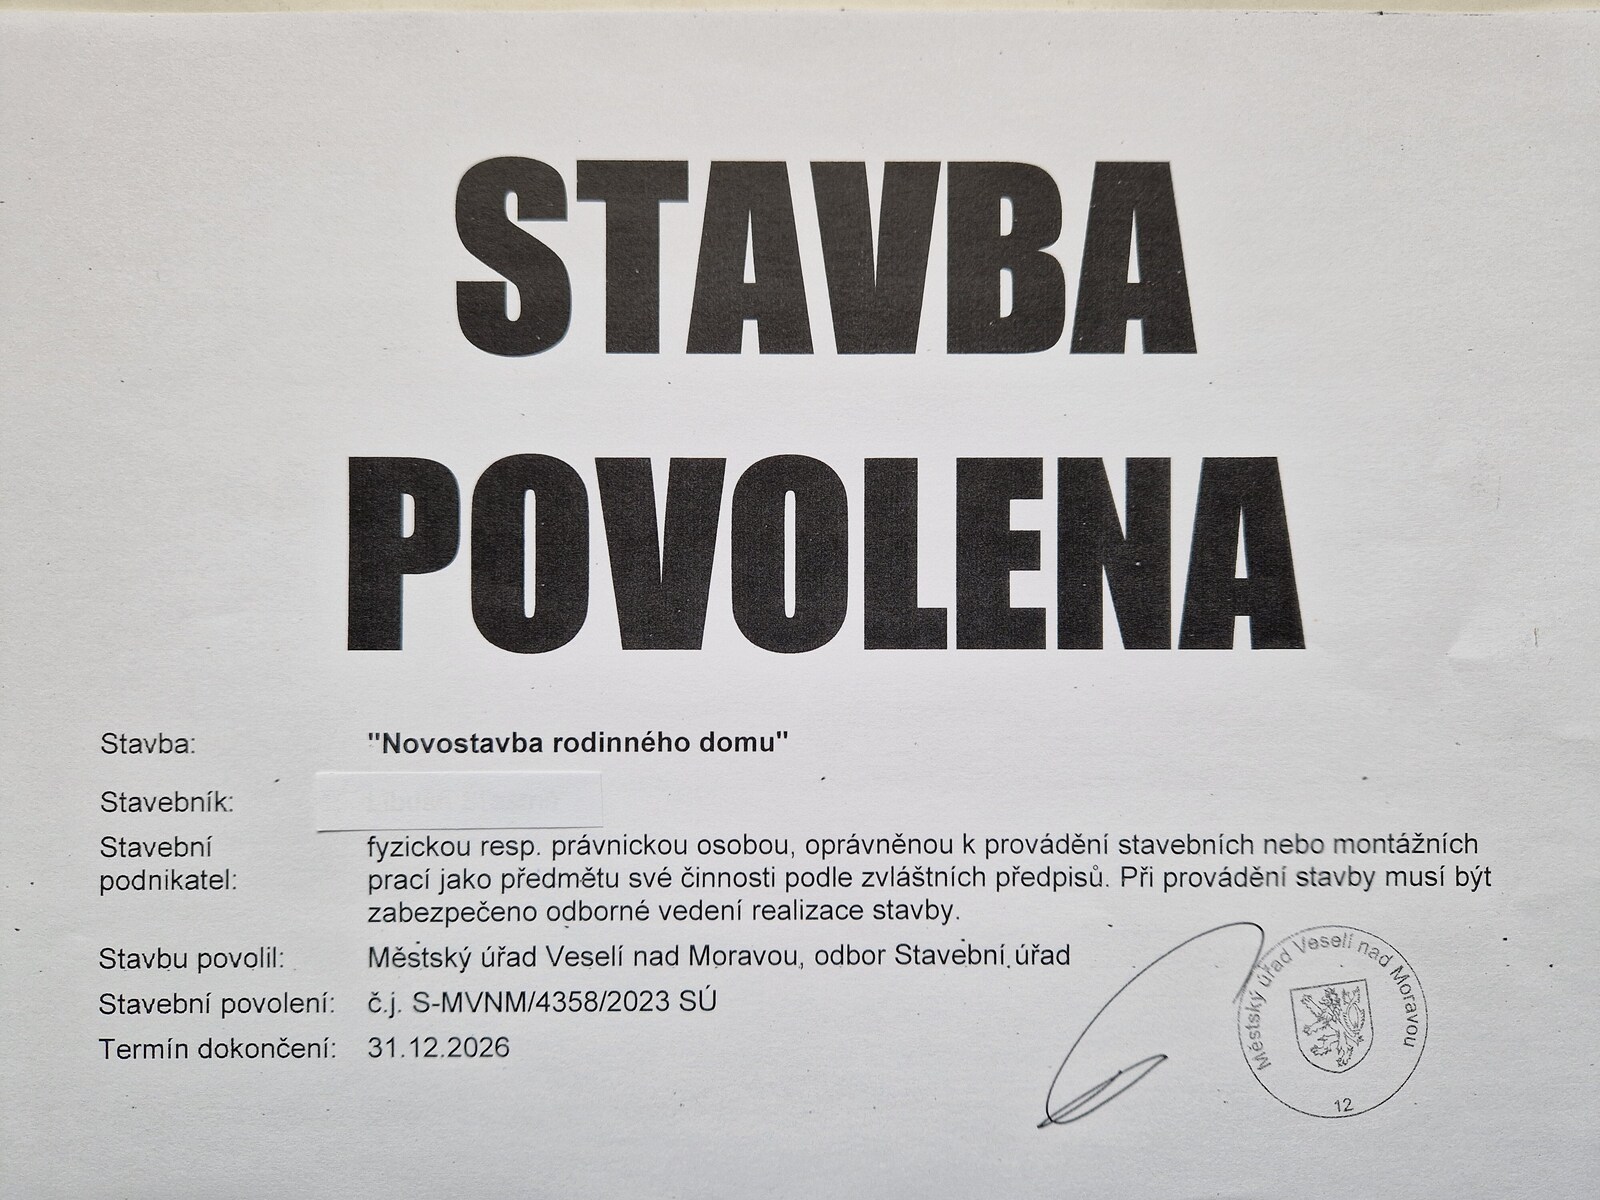 STAVBA
POVOLENA
Stavba: "Novostavba rodinného domu"
Stavebník:
Stavební podnikatel: fyzickou resp. právnickou osobou, oprávněnou k provádění stavebních nebo montážních
prací jako předmětu své činnosti podle zvláštních předpisů. Při provádění stavby musí být
zabezpečeno odborné vedení realizace stavby.
Stavbu povolil: Městský úřad Veselí nad Moravou, odbor Stavební úřad
Stavební povolení: č.j. S-MVNM/4358/2023 SÚ
Termín dokončení: 31.12.2026
Městský úřad Veselí nad Moravou
12